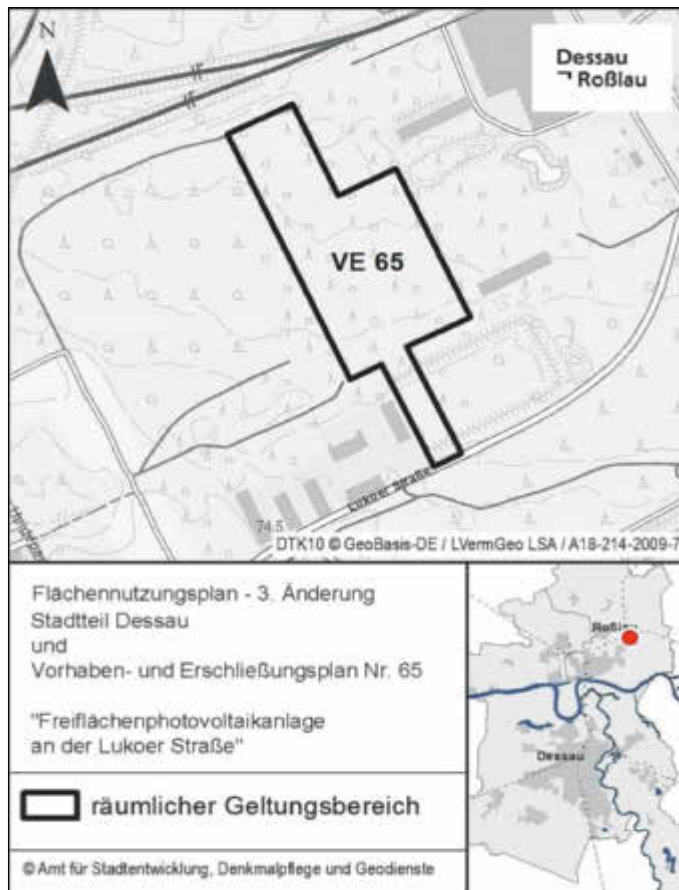 N
Dessau
Roßlau
VE 65
Lukoer Straße
74.5
DTK10 © GeoBasis-DE / LVermGeo LSA / A18-214-2009-7
Flächennutzungsplan - 3. Änderung
Stadtteil Dessau
und
Vorhaben- und Erschließungsplan Nr. 65
"Freiflächenphotovoltaikanlage
an der Lukoer Straße"
räumlicher Geltungsbereich
© Amt für Stadtentwicklung, Denkmalpflege und Geodienste
Dessau